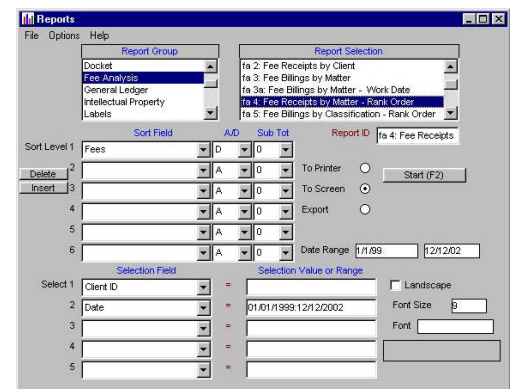 Reports
File Options Help
Report Group Report Selection
Docket
Fee Analysis
General Ledger
Intellectual Property
Labels
fa 2: Fee Receipts by Client
fa 3: Fee Billings by Matter
fa 3a: Fee Billings by Matter - Work Date
fa 4: Fee Receipts by Matter - Rank Order
fa 5: Fee Billings by Classification - Rank Order
Sort Field A/D Sub Tot Report ID fa 4: Fee Receipts
Sort Level 1 Fees D 0
Delete 2 A 0 To Printer Start (F2)
Insert 3 A 0 To Screen
4 A 0 Export
5 A 0
6 A 0 Date Range 1/1/99 12/12/02
Selection Field Selection Value or Range
Select 1 Client ID = Landscape
2 Date = 01/01/1999:12/12/2002 Font Size 9
3 = Font
4 =
5 =